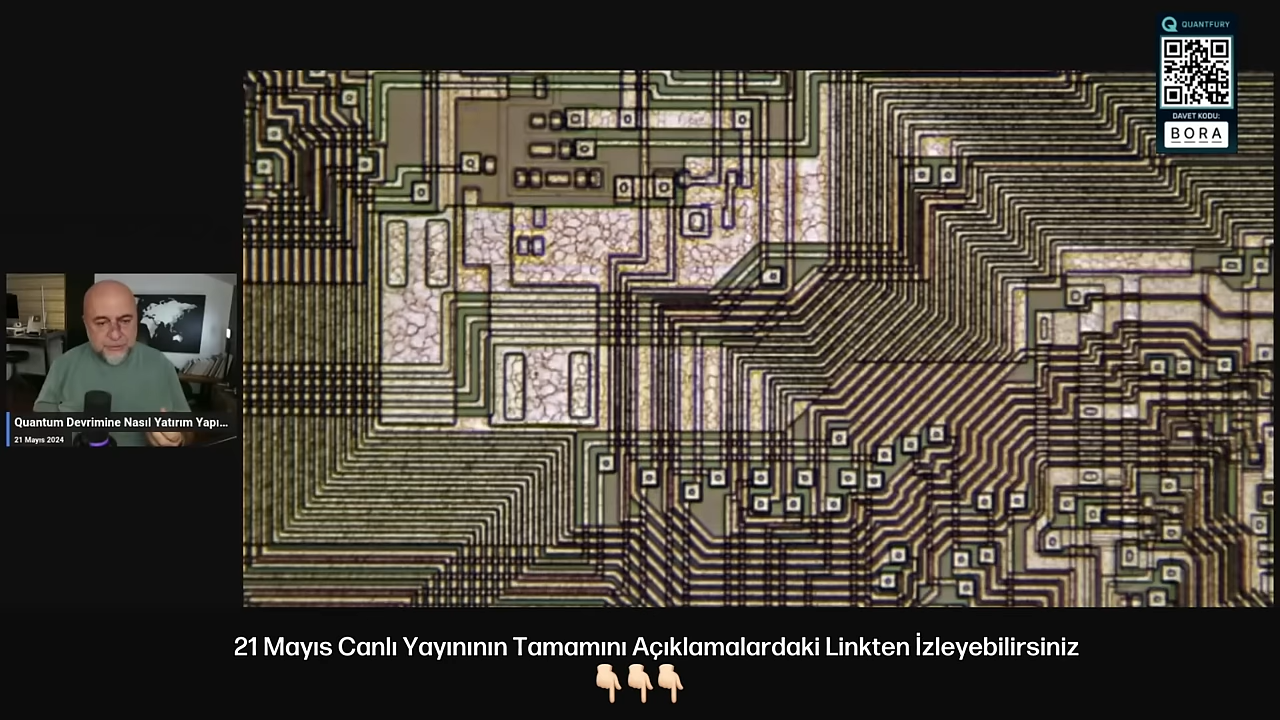 QUANTFURY
DAVET KODU:
BORA
Quantum Devrimine Nasıl Yatırım Yapı...
21 Mayıs 2024
21 Mayıs Canlı Yayınının Tamamını Açıklamalardaki Linkten İzleyebilirsiniz
👇🏻👇🏻👇🏻